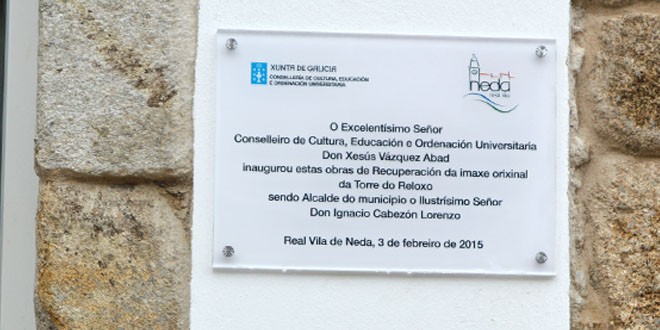 XUNTA DE GALICIA
CONSELLERÍA DE CULTURA, EDUCACIÓN
E ORDENACIÓN UNIVERSITARIA
neda
real vila
O Excelentísimo Señor
Conselleiro de Cultura, Educación e Ordenación Universitaria
Don Xesús Vázquez Abad
inaugurou estas obras de Recuperación da imaxe orixinal
da Torre do Reloxo
sendo Alcalde do municipio o Ilustrísimo Señor
Don Ignacio Cabezón Lorenzo
Real Vila de Neda, 3 de febreiro de 2015